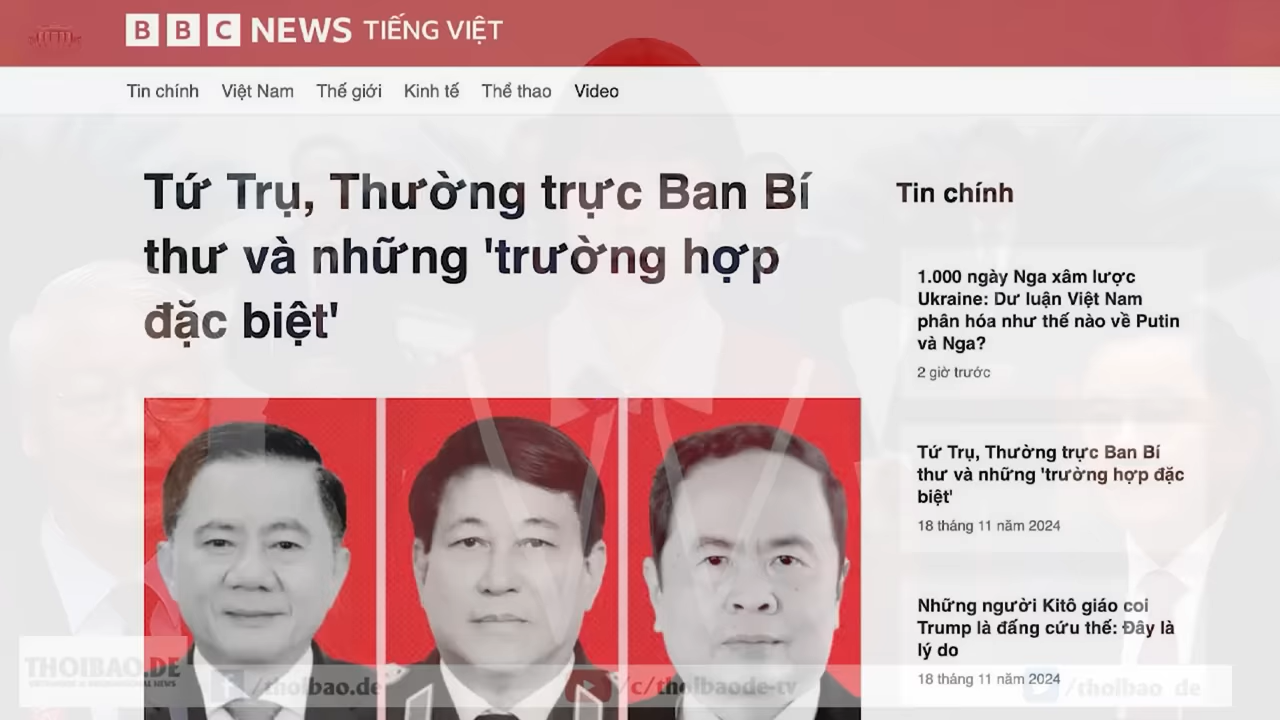 BBC NEWS TIẾNG VIỆT
Tin chính Việt Nam Thế giới Kinh tế Thể thao Video
Tứ Trụ, Thường trực Ban Bí
thư và những 'trường hợp
đặc biệt'
Tin chính
1.000 ngày Nga xâm lược
Ukraine: Dư luận Việt Nam
phân hóa như thế nào về Putin
và Nga?
2 giờ trước
Tứ Trụ, Thường trực Ban Bí
thư và những 'trường hợp đặc
biệt'
18 tháng 11 năm 2024
Những người Kitô giáo coi
Trump là đấng cứu thế: Đây là
lý do
18 tháng 11 năm 2024
THOIBAO.DE
/thoibao.de
/c/thoibaode-tv
/thoibao_de